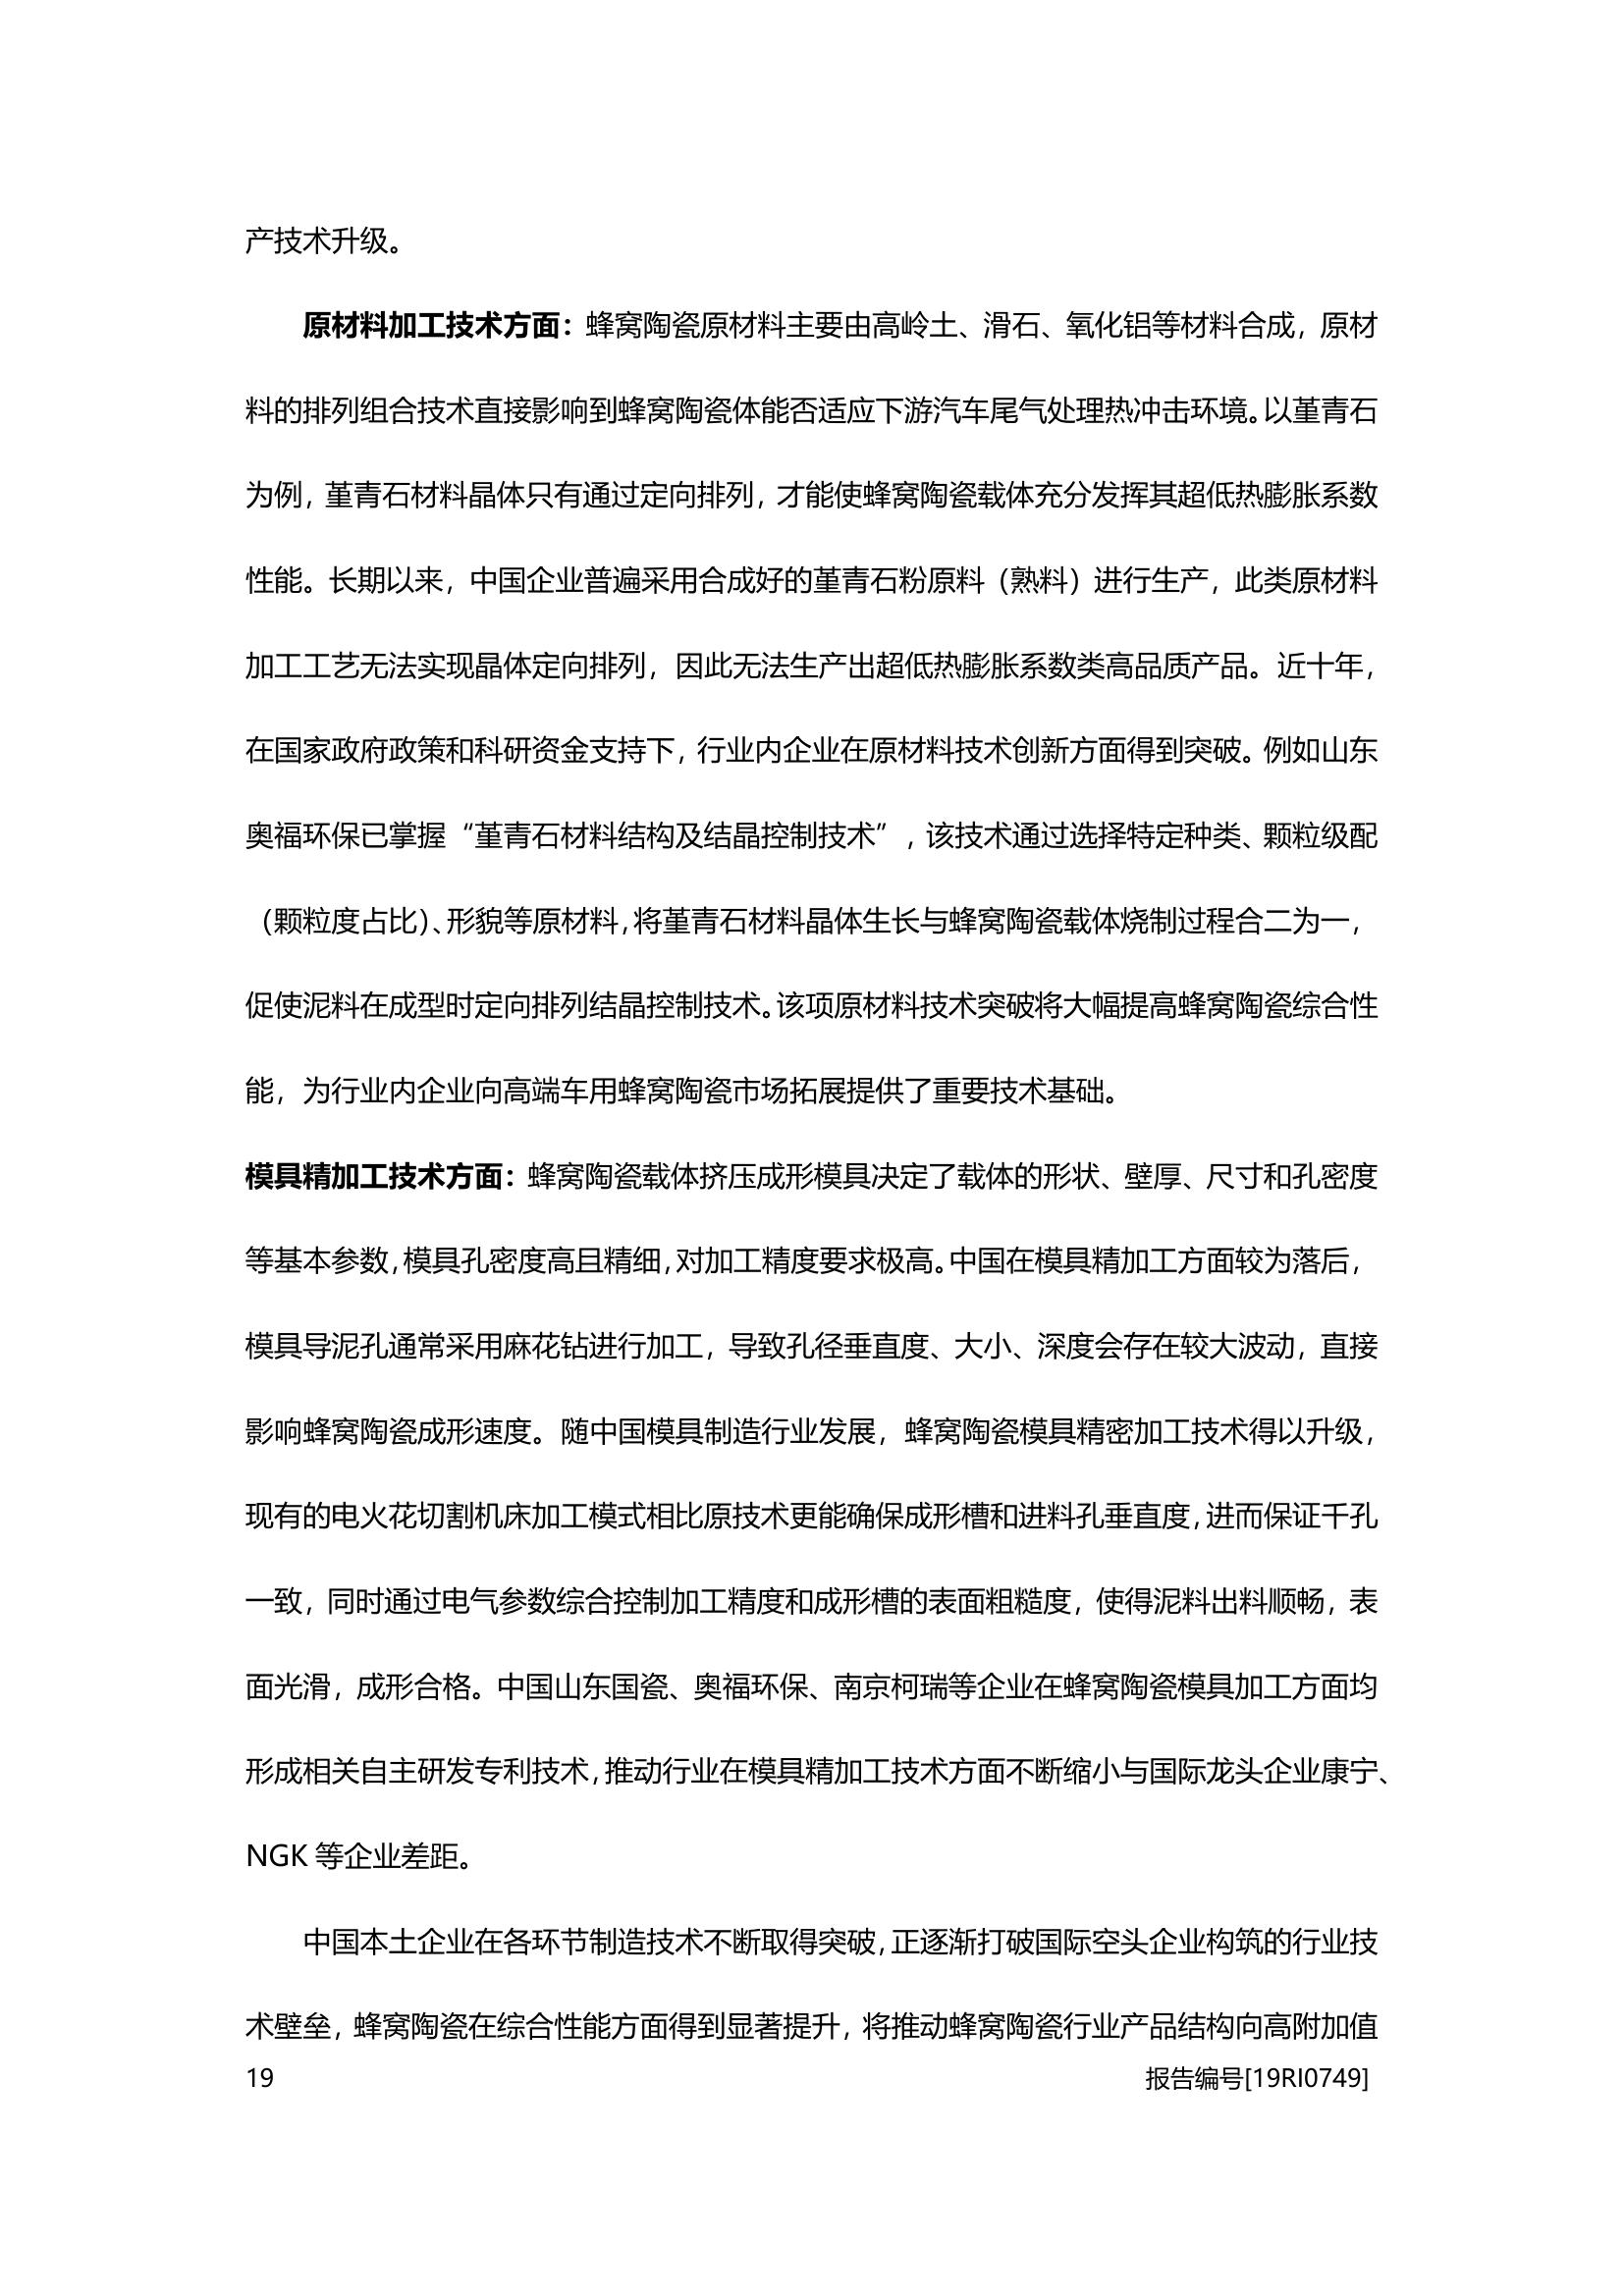 产技术升级。
原材料加工技术方面：蜂窝陶瓷原材料主要由高岭土、滑石、氧化铝等材料合成，原材
料的排列组合技术直接影响到蜂窝陶瓷体能否适应下游汽车尾气处理热冲击环境。以堇青石
为例，堇青石材料晶体只有通过定向排列，才能使蜂窝陶瓷载体充分发挥其超低热膨胀系数
性能。长期以来，中国企业普遍采用合成好的堇青石粉原料（熟料）进行生产，此类原材料
加工工艺无法实现晶体定向排列，因此无法生产出超低热膨胀系数类高品质产品。近十年，
在国家政府政策和科研资金支持下，行业内企业在原材料技术创新方面得到突破。例如山东
奥福环保已掌握“堇青石材料结构及结晶控制技术”，该技术通过选择特定种类、颗粒级配
（颗粒度占比）、形貌等原材料，将堇青石材料晶体生长与蜂窝陶瓷载体烧制过程合二为一，
促使泥料在成型时定向排列结晶控制技术。该项原材料技术突破将大幅提高蜂窝陶瓷综合性
能，为行业内企业向高端车用蜂窝陶瓷市场拓展提供了重要技术基础。
模具精加工技术方面：蜂窝陶瓷载体挤压成形模具决定了载体的形状、壁厚、尺寸和孔密度
等基本参数，模具孔密度高且精细，对加工精度要求极高。中国在模具精加工方面较为落后，
模具导泥孔通常采用麻花钻进行加工，导致孔径垂直度、大小、深度会存在较大波动，直接
影响蜂窝陶瓷成形速度。随中国模具制造行业发展，蜂窝陶瓷模具精密加工技术得以升级，
现有的电火花切割机床加工模式相比原技术更能确保成形槽和进料孔垂直度，进而保证千孔
一致，同时通过电气参数综合控制加工精度和成形槽的表面粗糙度，使得泥料出料顺畅，表
面光滑，成形合格。中国山东国瓷、奥福环保、南京柯瑞等企业在蜂窝陶瓷模具加工方面均
形成相关自主研发专利技术，推动行业在模具精加工技术方面不断缩小与国际龙头企业康宁、
NGK 等企业差距。
中国本土企业在各环节制造技术不断取得突破，正逐渐打破国际空头企业构筑的行业技
术壁垒，蜂窝陶瓷在综合性能方面得到显著提升，将推动蜂窝陶瓷行业产品结构向高附加值
19 报告编号[19RI0749]